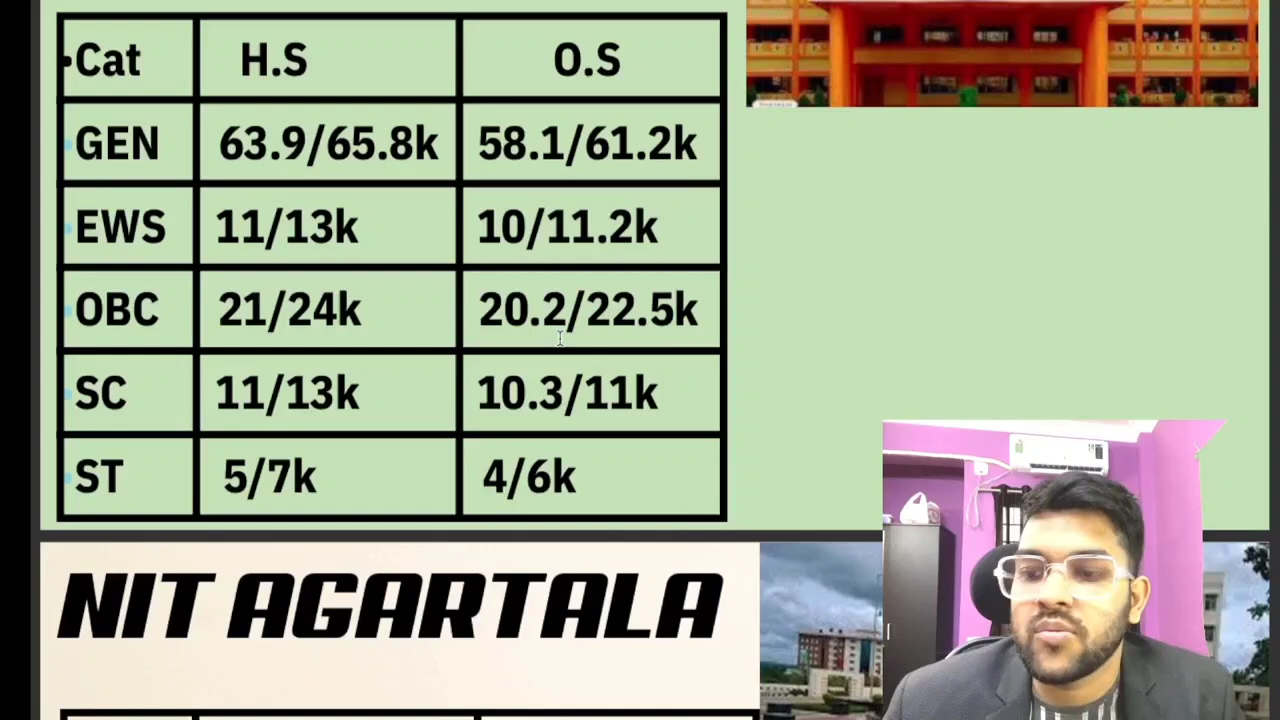 Cat H.S O.S
GEN 63.9/65.8k 58.1/61.2k
EWS 11/13k 10/11.2k
OBC 21/24k 20.2/22.5k
SC 11/13k 10.3/11k
ST 5/7k 4/6k
NIT AGARTALA